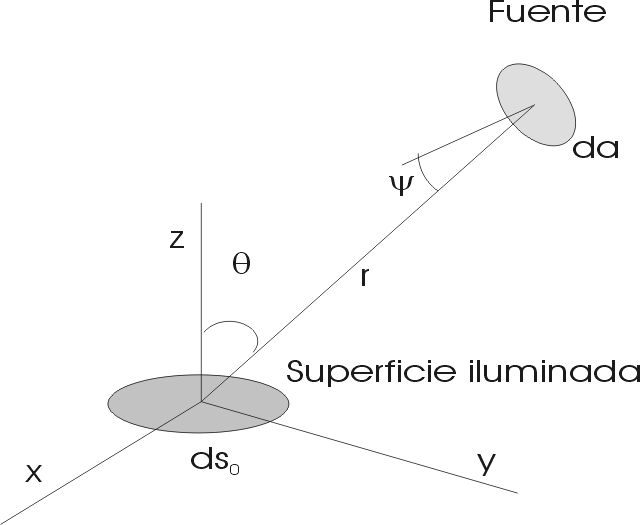 Fuente
da
ψ
z
θ
r
Superficie iluminada
ds₀
y
x